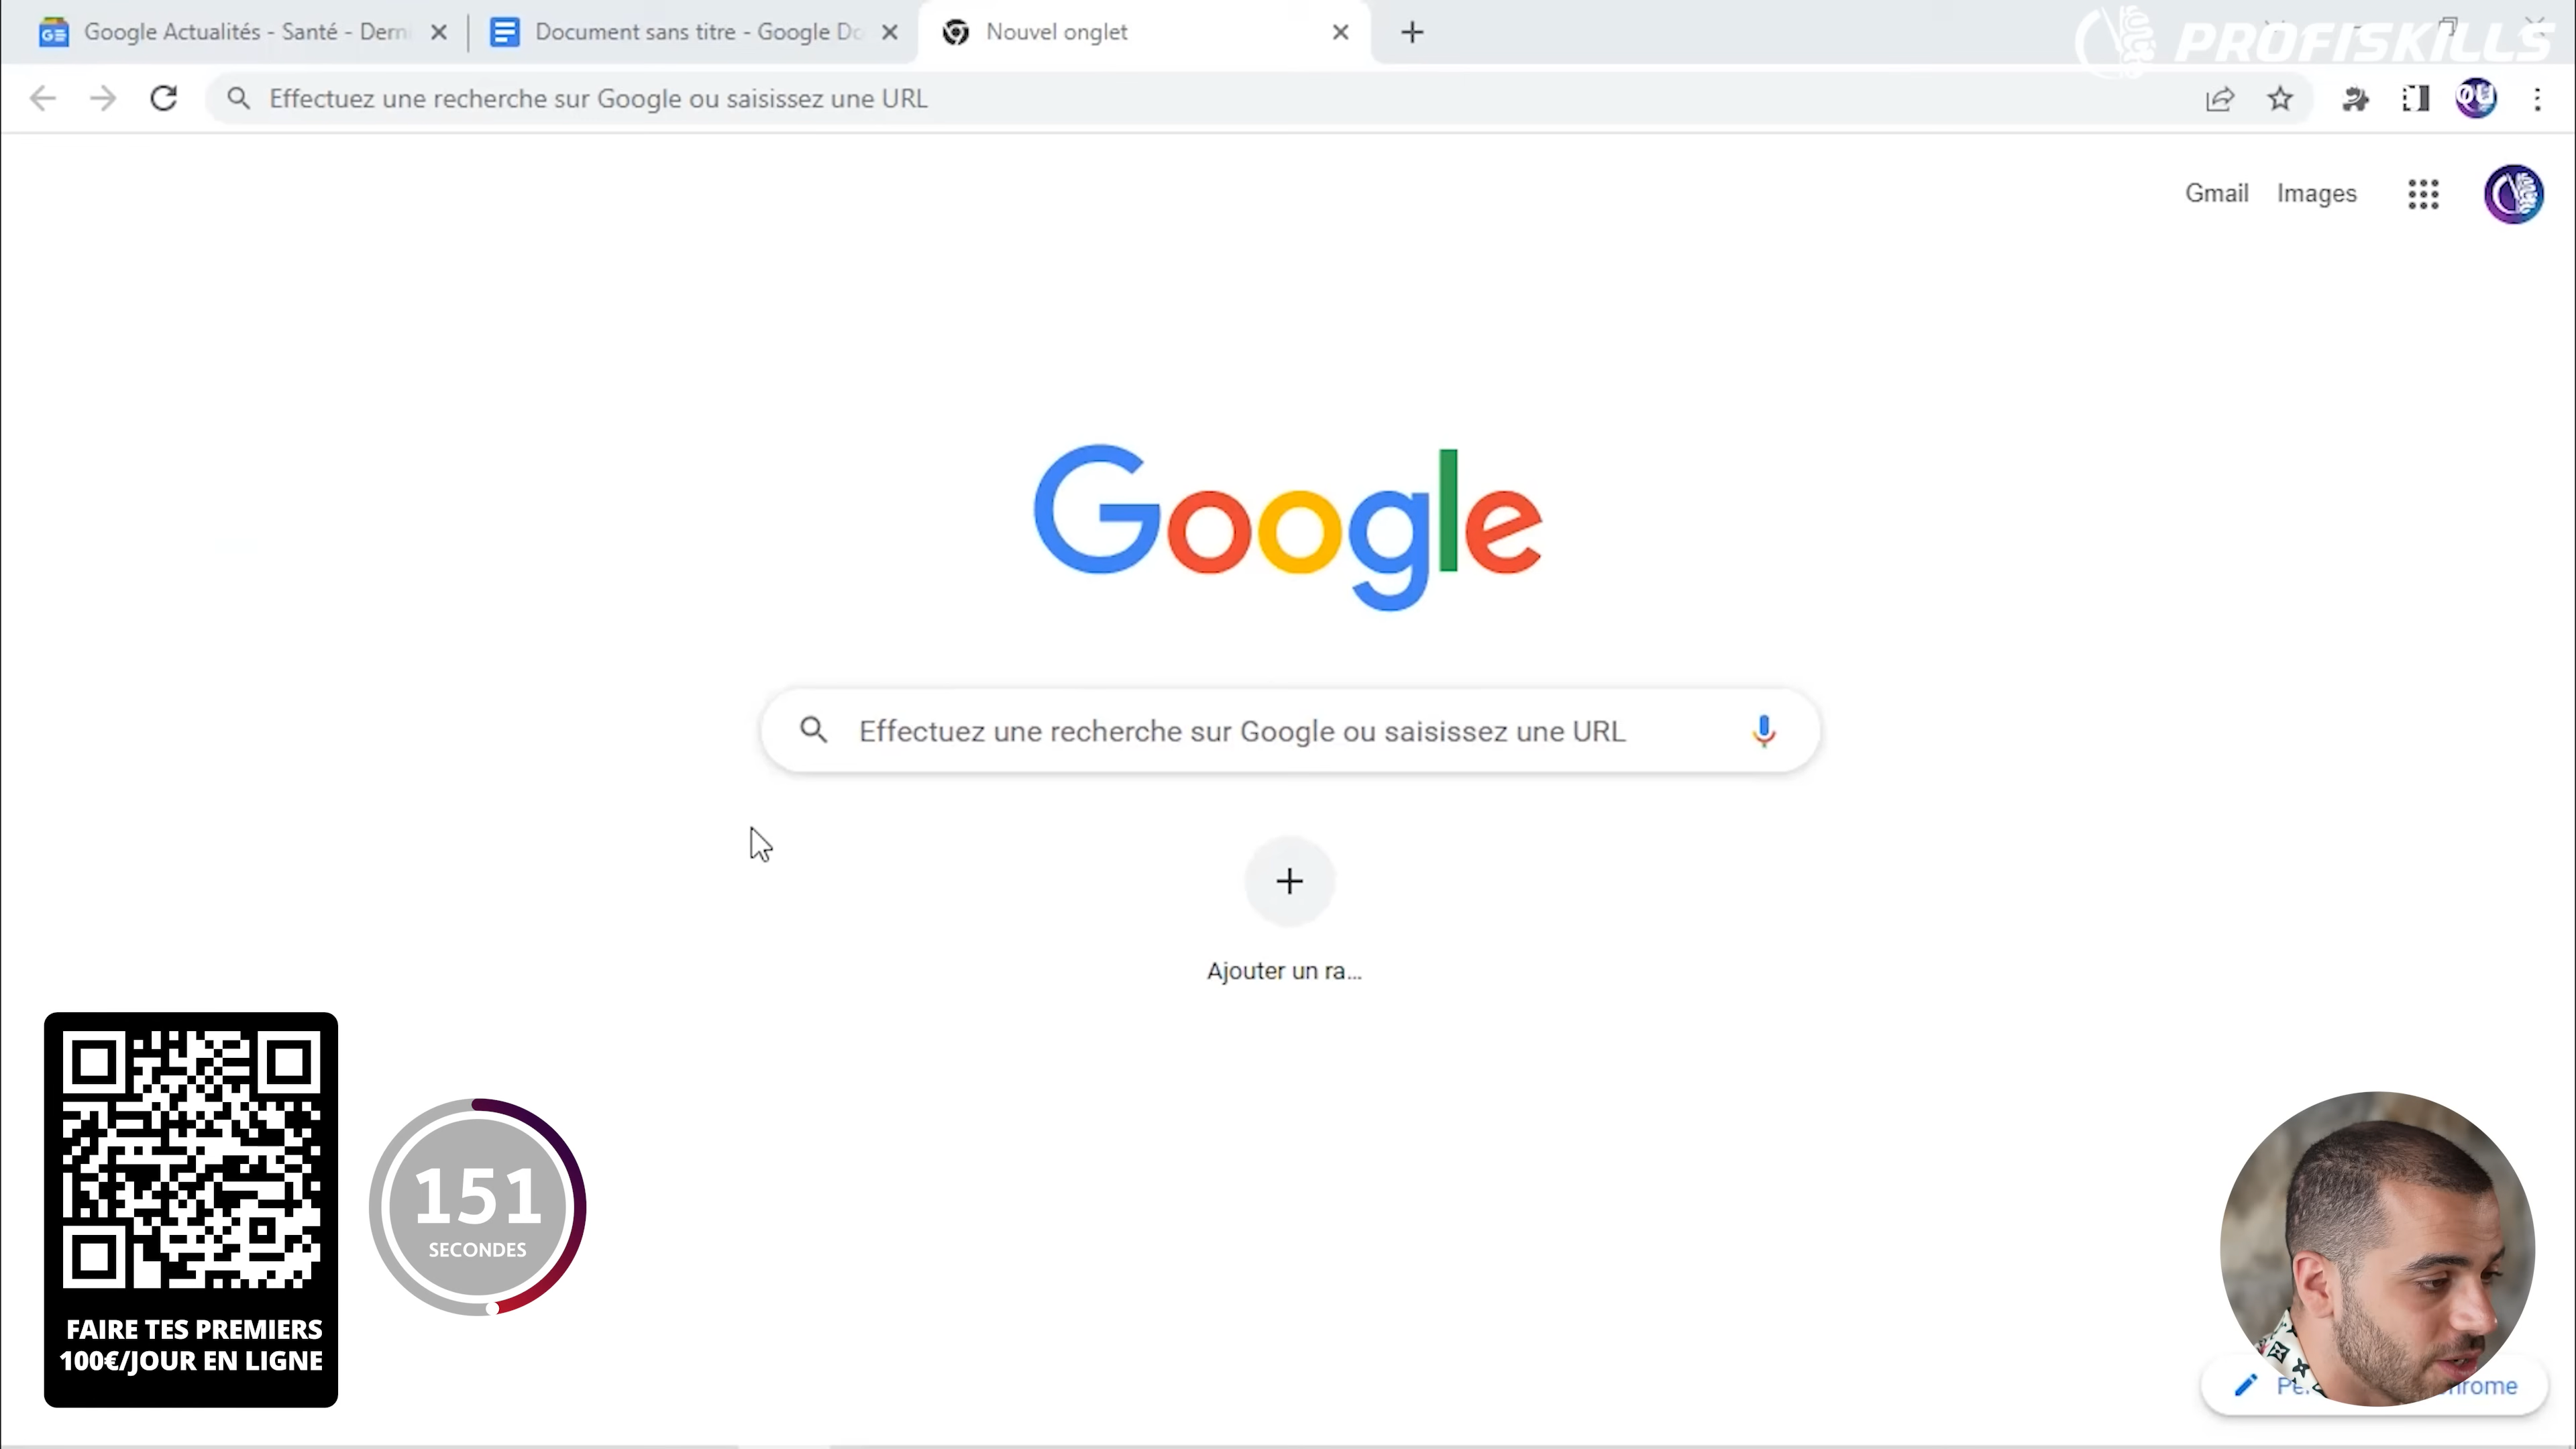 Google Actualités - Santé - Derni
Document sans titre - Google Do
Nouvel onglet
PROFISKILLS
Effectuez une recherche sur Google ou saisissez une URL
Gmail
Images
Google
Effectuez une recherche sur Google ou saisissez une URL
Ajouter un ra...
151
SECONDES
FAIRE TES PREMIERS
100€/JOUR EN LIGNE